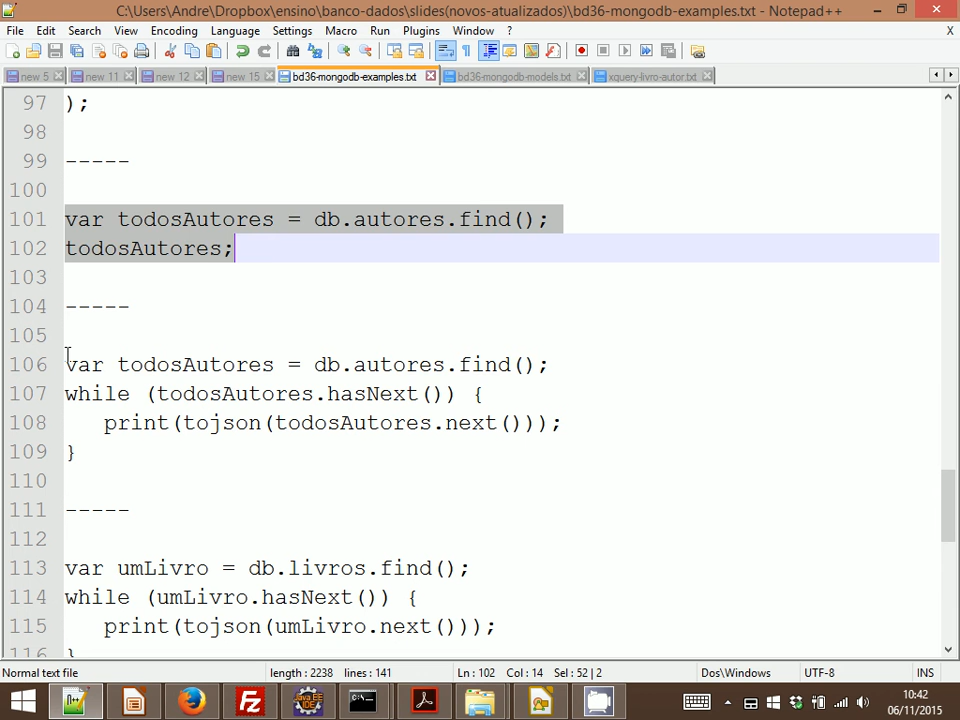 C:\Users\Andre\Dropbox\ensino\banco-dados\slides(novos-atualizados)\bd36-mongodb-examples.txt - Notepad++
File Edit Search View Encoding Language Settings Macro Run Plugins Window ? X
new 5 new 11 new 12 new 15 bd36-mongodb-examples.txt bd36-mongodb-models.txt xquery-livro-autor.txt
97 );
98
99 -----
100
101 var todosAutores = db.autores.find();
102 todosAutores;
103
104 -----
105
106 var todosAutores = db.autores.find();
107 while (todosAutores.hasNext()) {
108 print(tojson(todosAutores.next()));
109 }
110
111 -----
112
113 var umLivro = db.livros.find();
114 while (umLivro.hasNext()) {
115 print(tojson(umLivro.next()));
116 }
Normal text file length : 2238 lines : 141 Ln : 102 Col : 14 Sel : 52 | 2 Dos\Windows UTF-8 INS
10:42
06/11/2015